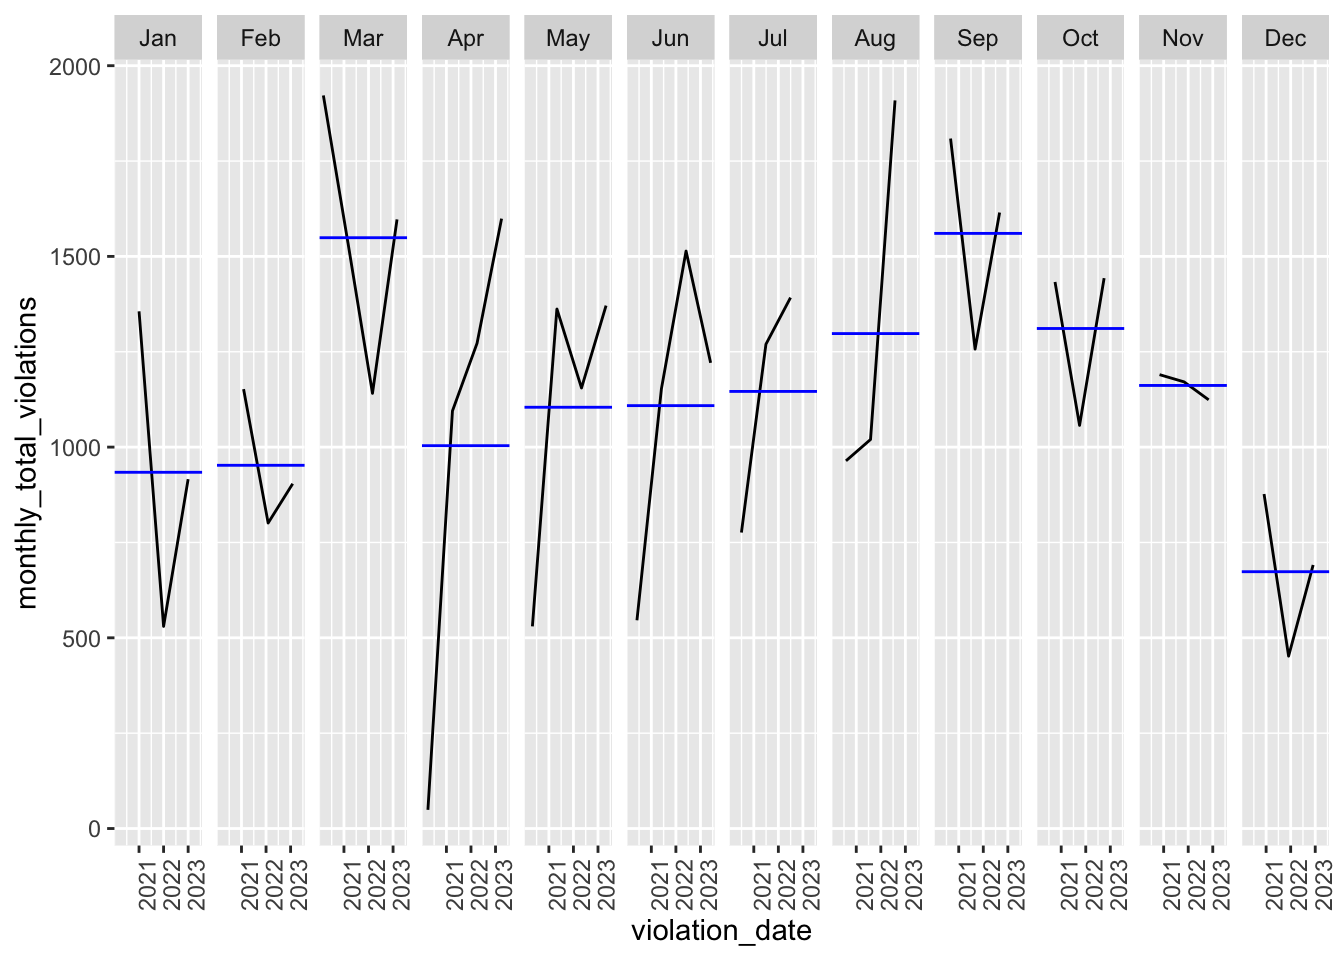 Jan Feb Mar Apr May Jun Jul Aug Sep Oct Nov Dec
2000
1500
1000
500
0
2021 2022 2023 2021 2022 2023 2021 2022 2023 2021 2022 2023 2021 2022 2023 2021 2022 2023 2021 2022 2023 2021 2022 2023 2021 2022 2023 2021 2022 2023 2021 2022 2023 2021 2022 2023
violation_date
monthly_total_violations